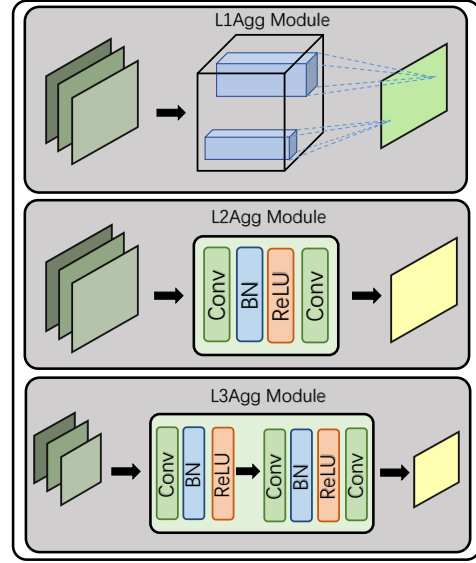 L1Agg Module
L2Agg Module
Conv
BN
ReLU
Conv
L3Agg Module
Conv
BN
ReLU
Conv
BN
ReLU
Conv